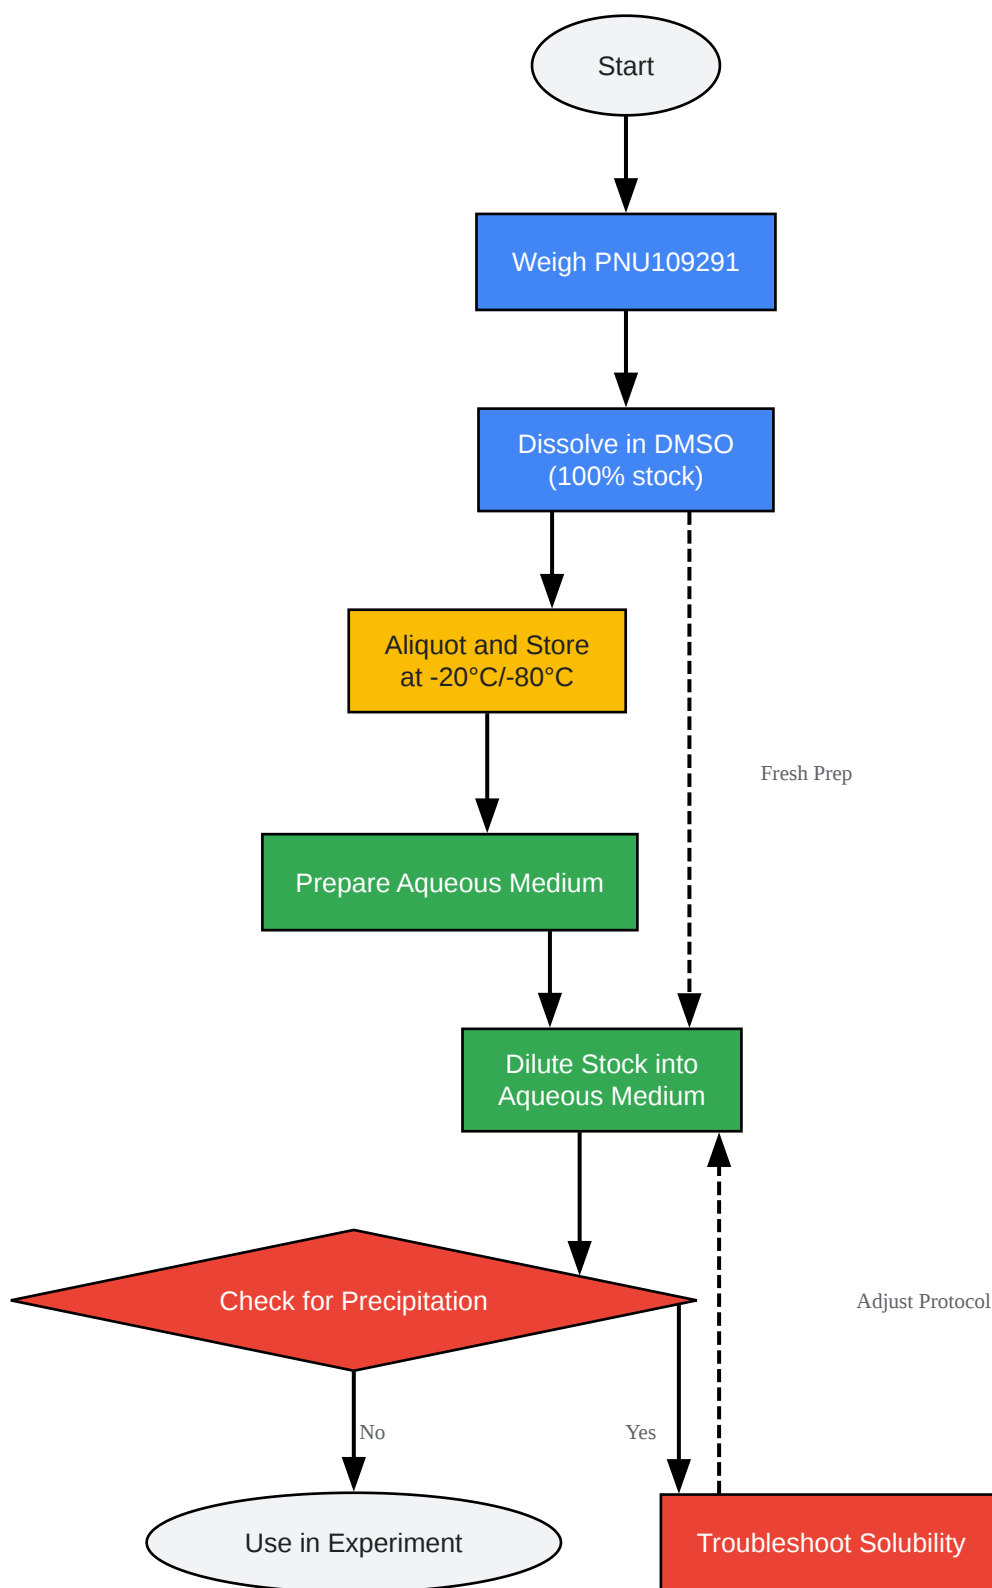 Start
Weigh PNU109291
Dissolve in DMSO
(100% stock)
Aliquot and Store
at -20°C/-80°C
Fresh Prep
Prepare Aqueous Medium
Dilute Stock into
Aqueous Medium
Check for Precipitation
Adjust Protocol
No
Yes
Use in Experiment
Troubleshoot Solubility